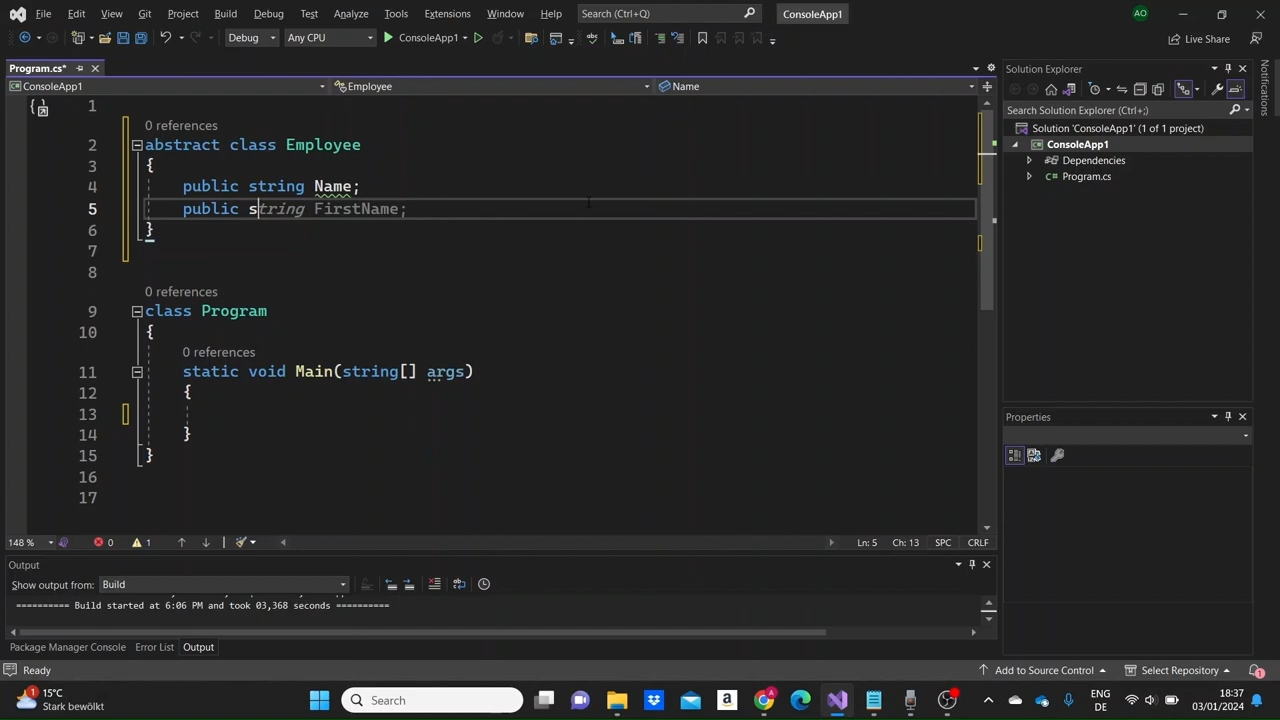 File Edit View Git Project Build Debug Test Analyze Tools Extensions Window Help Search (Ctrl+Q) ConsoleApp1 AO
Debug Any CPU ConsoleApp1 Live Share
Program.cs*
ConsoleApp1 Employee Name
1
0 references
2 abstract class Employee
3 {
4 public string Name;
5 public string FirstName;
6 }
7
8
0 references
9 class Program
10 {
0 references
11 static void Main(string[] args)
12 {
13
14 }
15 }
16
17
148 % 0 1 Ln: 5 Ch: 13 SPC CRLF
Output
Show output from: Build
========== Build started at 6:06 PM and took 03,368 seconds ==========
Package Manager Console Error List Output
Solution Explorer
Search Solution Explorer (Ctrl+;)
Solution 'ConsoleApp1' (1 of 1 project)
ConsoleApp1
Dependencies
C# Program.cs
Properties
Notifications
Ready Add to Source Control Select Repository 1
1 15°C
Stark bewölkt
Search
ENG
DE
18:37
03/01/2024